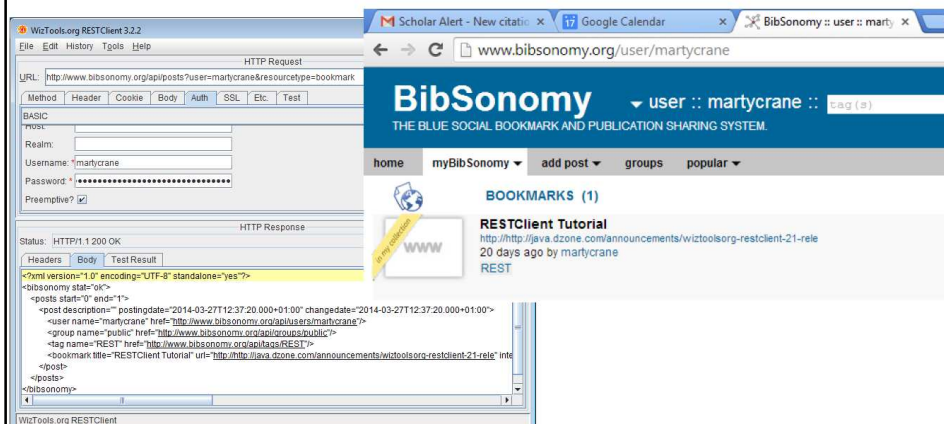 WizTools.org RESTClient 3.2.2
File Edit History Tools Help
HTTP Request
URL: http://www.bibsonomy.org/api/posts?user=martycrane&resourcetype=bookmark
Method Header Cookie Body Auth SSL Etc. Test
BASIC
Host:
Realm:
Username: * martycrane
Password: * ••••••••••••••••••••••••••••••••
Preemptive?
HTTP Response
Status: HTTP/1.1 200 OK
Headers Body Test Result
<?xml version="1.0" encoding="UTF-8" standalone="yes"?>
<bibsonomy stat="ok">
<posts start="0" end="1">
<post description="" postingdate="2014-03-27T12:37:20.000+01:00" changedate="2014-03-27T12:37:20.000+01:00">
<user name="martycrane" href="http://www.bibsonomy.org/api/users/martycrane"/>
<group name="public" href="http://www.bibsonomy.org/api/groups/public"/>
<tag name="REST" href="http://www.bibsonomy.org/api/tags/REST"/>
<bookmark title="RESTClient Tutorial" url="http://http://java.dzone.com/announcements/wiztoolsorg-restclient-21-rele" inte
</post>
</posts>
</bibsonomy>
WizTools.org RESTClient
Scholar Alert - New citatio
17 Google Calendar
BibSonomy :: user :: marty
www.bibsonomy.org/user/martycrane
BibSonomy
user :: martycrane :: tag(s)
THE BLUE SOCIAL BOOKMARK AND PUBLICATION SHARING SYSTEM.
home myBibSonomy add post groups popular
BOOKMARKS (1)
in my collection
www
RESTClient Tutorial
http://http://java.dzone.com/announcements/wiztoolsorg-restclient-21-rele
20 days ago by martycrane
REST